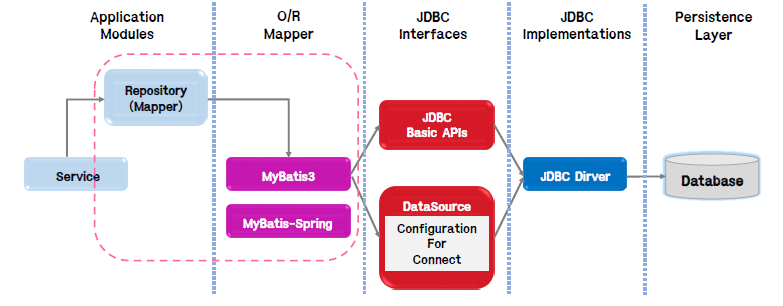 Application
Modules
O/R
Mapper
JDBC
Interfaces
JDBC
Implementations
Persistence
Layer
Repository
(Mapper)
JDBC
Basic APIs
Service
MyBatis3
JDBC Dirver
Database
MyBatis-Spring
DataSource
Configuration
For
Connect